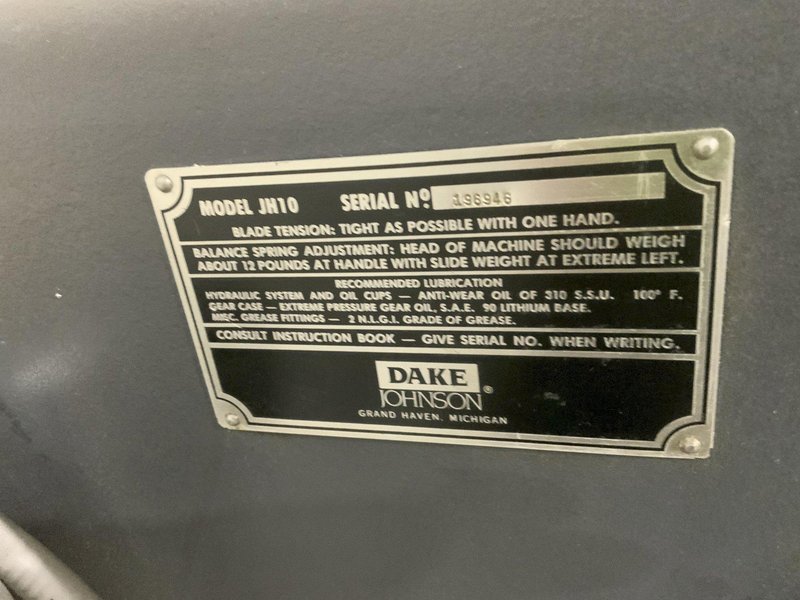 MODEL JH10 SERIAL Nº 196946
BLADE TENSION: TIGHT AS POSSIBLE WITH ONE HAND.
BALANCE SPRING ADJUSTMENT: HEAD OF MACHINE SHOULD WEIGH
ABOUT 12 POUNDS AT HANDLE WITH SLIDE WEIGHT AT EXTREME LEFT.
RECOMMENDED LUBRICATION
HYDRAULIC SYSTEM AND OIL CUPS — ANTI-WEAR OIL OF 310 S.S.U. 100° F.
GEAR CASE — EXTREME PRESSURE GEAR OIL, S.A.E. 90 LITHIUM BASE.
MISC. GREASE FITTINGS — 2 N.L.G.I. GRADE OF GREASE.
CONSULT INSTRUCTION BOOK — GIVE SERIAL NO. WHEN WRITING.
DAKE
JOHNSON®
GRAND HAVEN, MICHIGAN